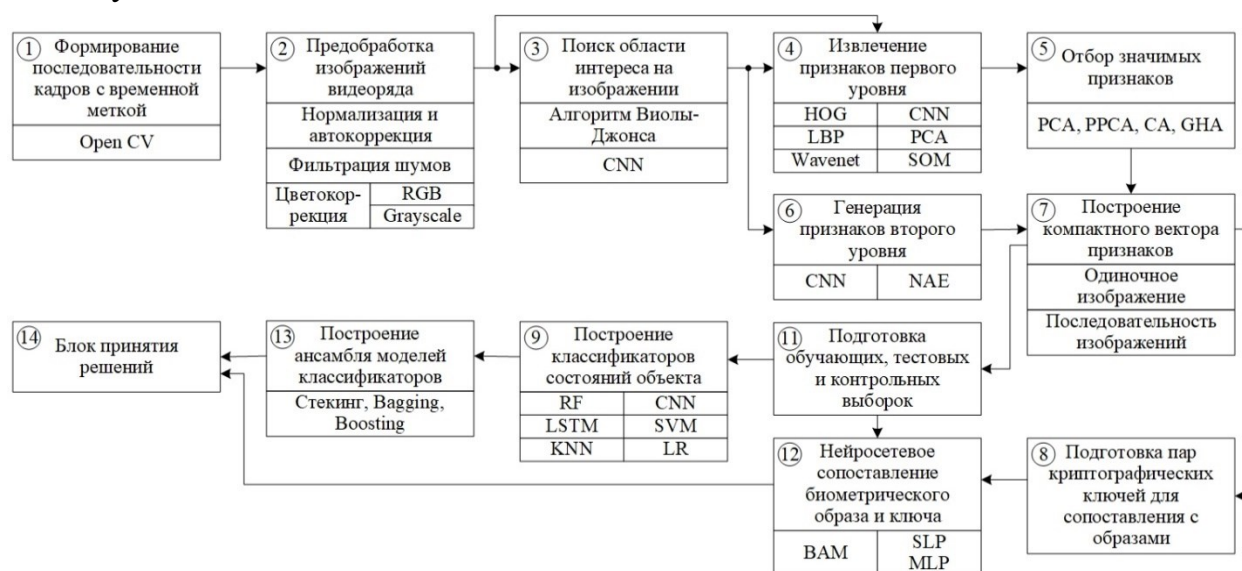 1 Формирование
последовательности
кадров с временной
меткой
Open CV
2 Предобработка
изображений
видеоряда
Нормализация и
автокоррекция
Фильтрация шумов
Цветокор-
рекция
RGB
Grayscale
3 Поиск области
интереса на
изображении
Алгоритм Виолы-
Джонса
CNN
4 Извлечение
признаков первого
уровня
HOG CNN
LBP PCA
Wavenet SOM
5 Отбор значимых
признаков
PCA, PPCA, CA, GHA
6 Генерация
признаков второго
уровня
CNN NAE
7 Построение
компактного вектора
признаков
Одиночное
изображение
Последовательность
изображений
14 Блок принятия
решений
13 Построение
ансамбля моделей
классификаторов
Стекинг, Bagging,
Boosting
9 Построение
классификаторов
состояний объекта
RF CNN
LSTM SVM
KNN LR
11 Подготовка
обучающих, тестовых
и контрольных
выборок
12 Нейросетевое
сопоставление
биометрического
образа и ключа
BAM
SLP
MLP
8 Подготовка пар
криптографических
ключей для
сопоставления с
образами